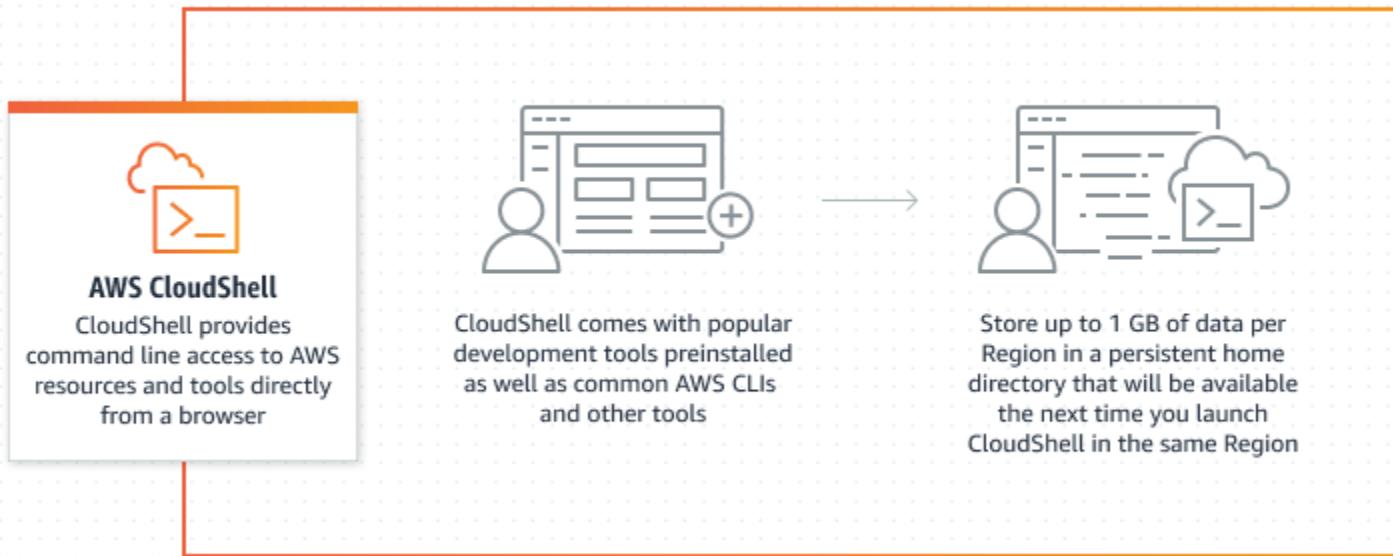 AWS CloudShell
CloudShell provides
command line access to AWS
resources and tools directly
from a browser
CloudShell comes with popular
development tools preinstalled
as well as common AWS CLIs
and other tools
Store up to 1 GB of data per
Region in a persistent home
directory that will be available
the next time you launch
CloudShell in the same Region